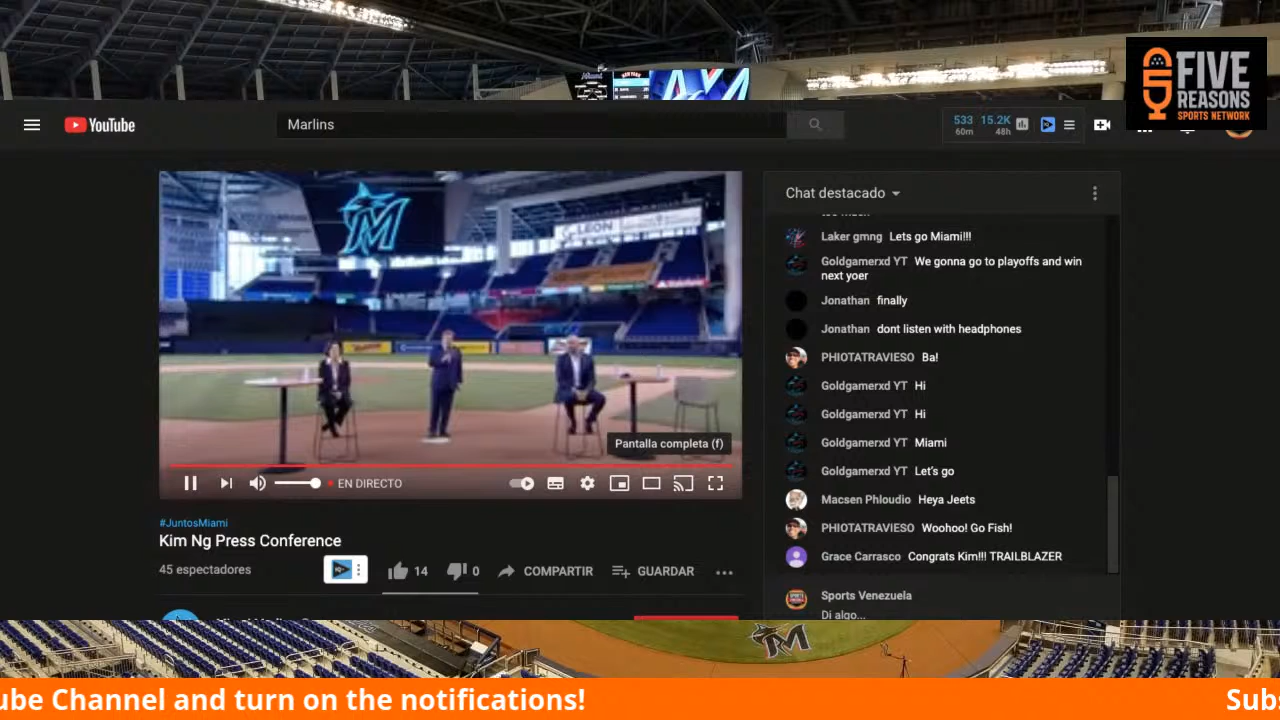 FIVE
REASONS
SPORTS NETWORK
YouTube
Marlins
533 15.2K
60m 48h
Chat destacado
Laker gmng Lets go Miami!!!
Goldgamerxd YT We gonna go to playoffs and win
next yoer
Jonathan finally
Jonathan dont listen with headphones
PHIOTATRAVIESO Ba!
Goldgamerxd YT Hi
Goldgamerxd YT Hi
Goldgamerxd YT Miami
Goldgamerxd YT Let's go
Macsen Phloudio Heya Jeets
PHIOTATRAVIESO Woohoo! Go Fish!
Grace Carrasco Congrats Kim!!! TRAILBLAZER
Sports Venezuela
Di algo...
M
Pantalla completa (f)
EN DIRECTO
#JuntosMiami
Kim Ng Press Conference
45 espectadores
14 0 COMPARTIR GUARDAR
M
ube Channel and turn on the notifications! Subs